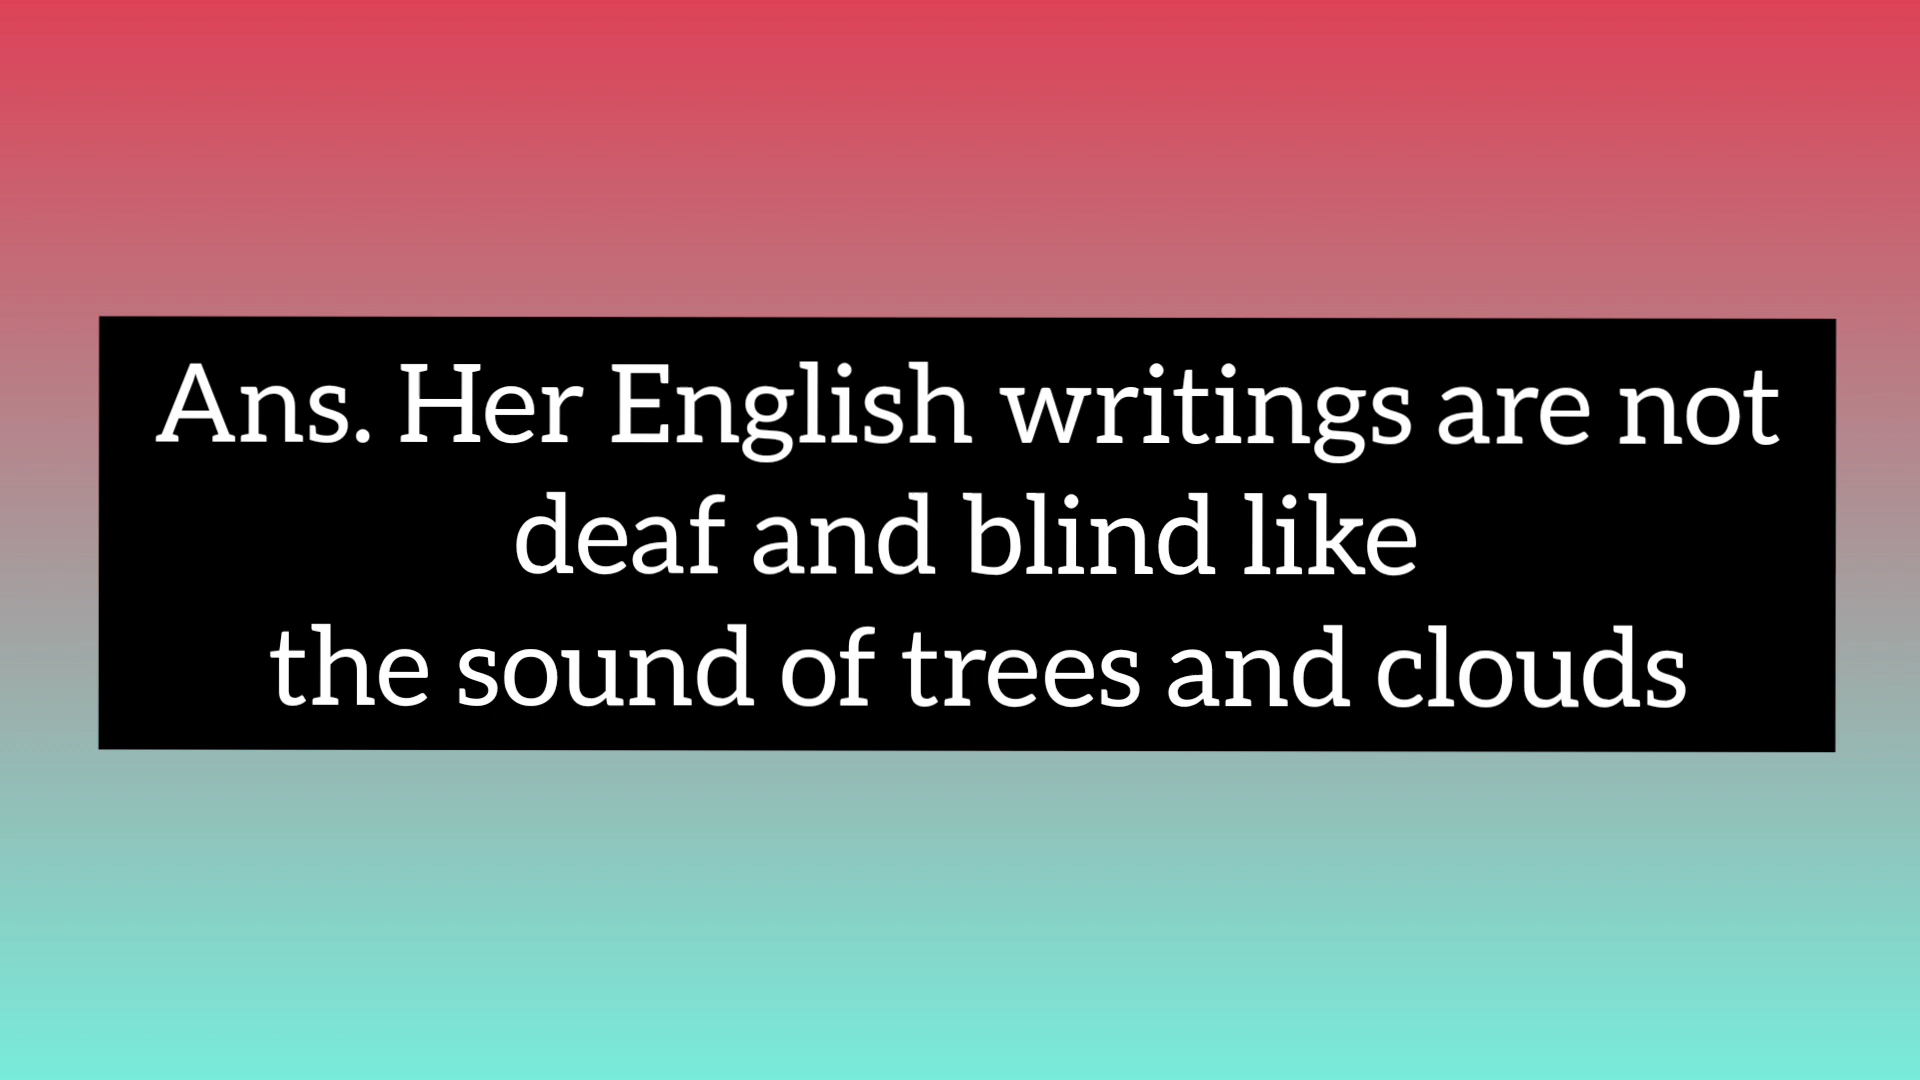 Ans. Her English writings are not
deaf and blind like
the sound of trees and clouds